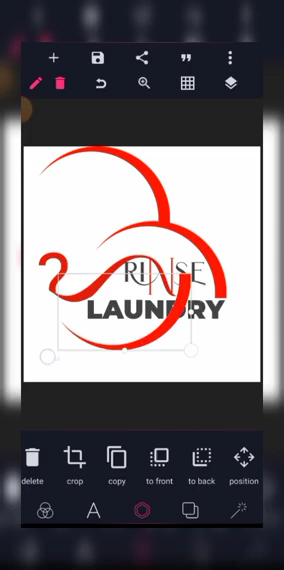 RINSE
LAUNDRY
delete
crop
copy
to front
to back
position